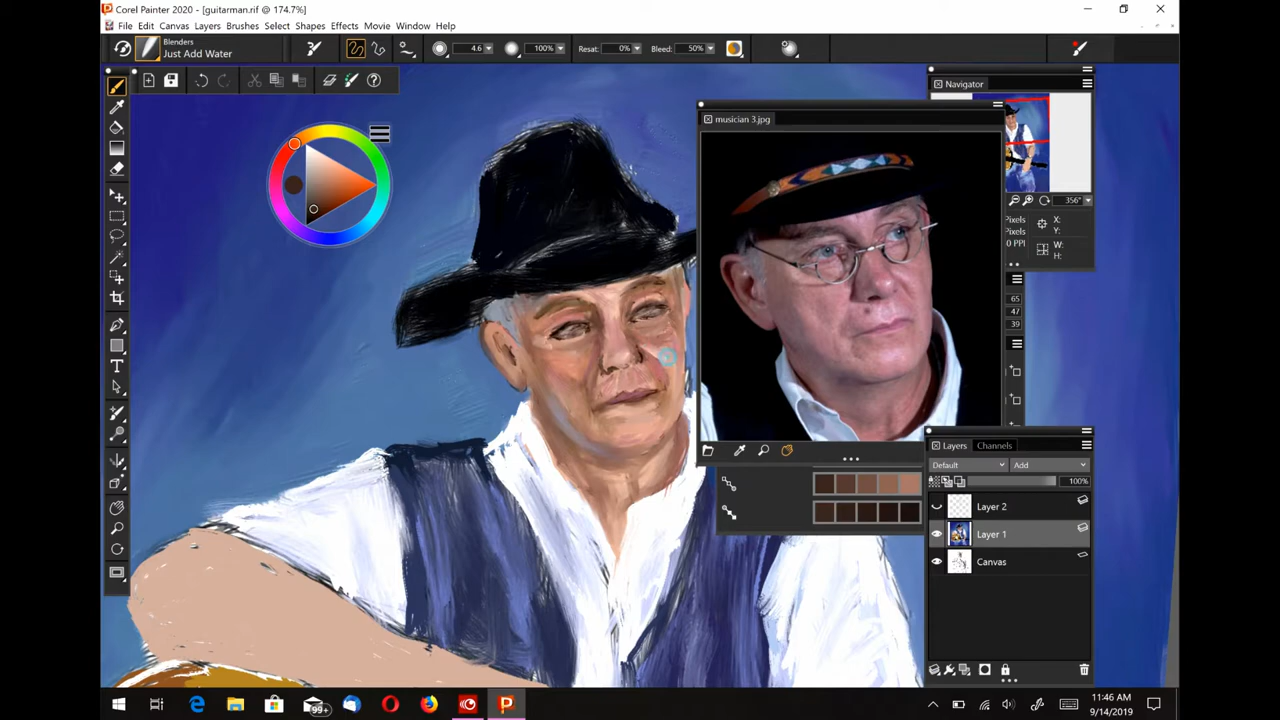 Corel Painter 2020 - [guitarman.rif @ 174.7%]
File Edit Canvas Layers Brushes Select Shapes Effects Movie Window Help
Blenders
Just Add Water
4.6
100%
Resat: 0%
Bleed: 50%
Navigator
musician 3.jpg
356°
Pixels
Pixels
0 PPI
X:
Y:
W:
H:
65
47
39
Layers Channels
Default
Add
100%
Layer 2
Layer 1
Canvas
99+
11:46 AM
9/14/2019